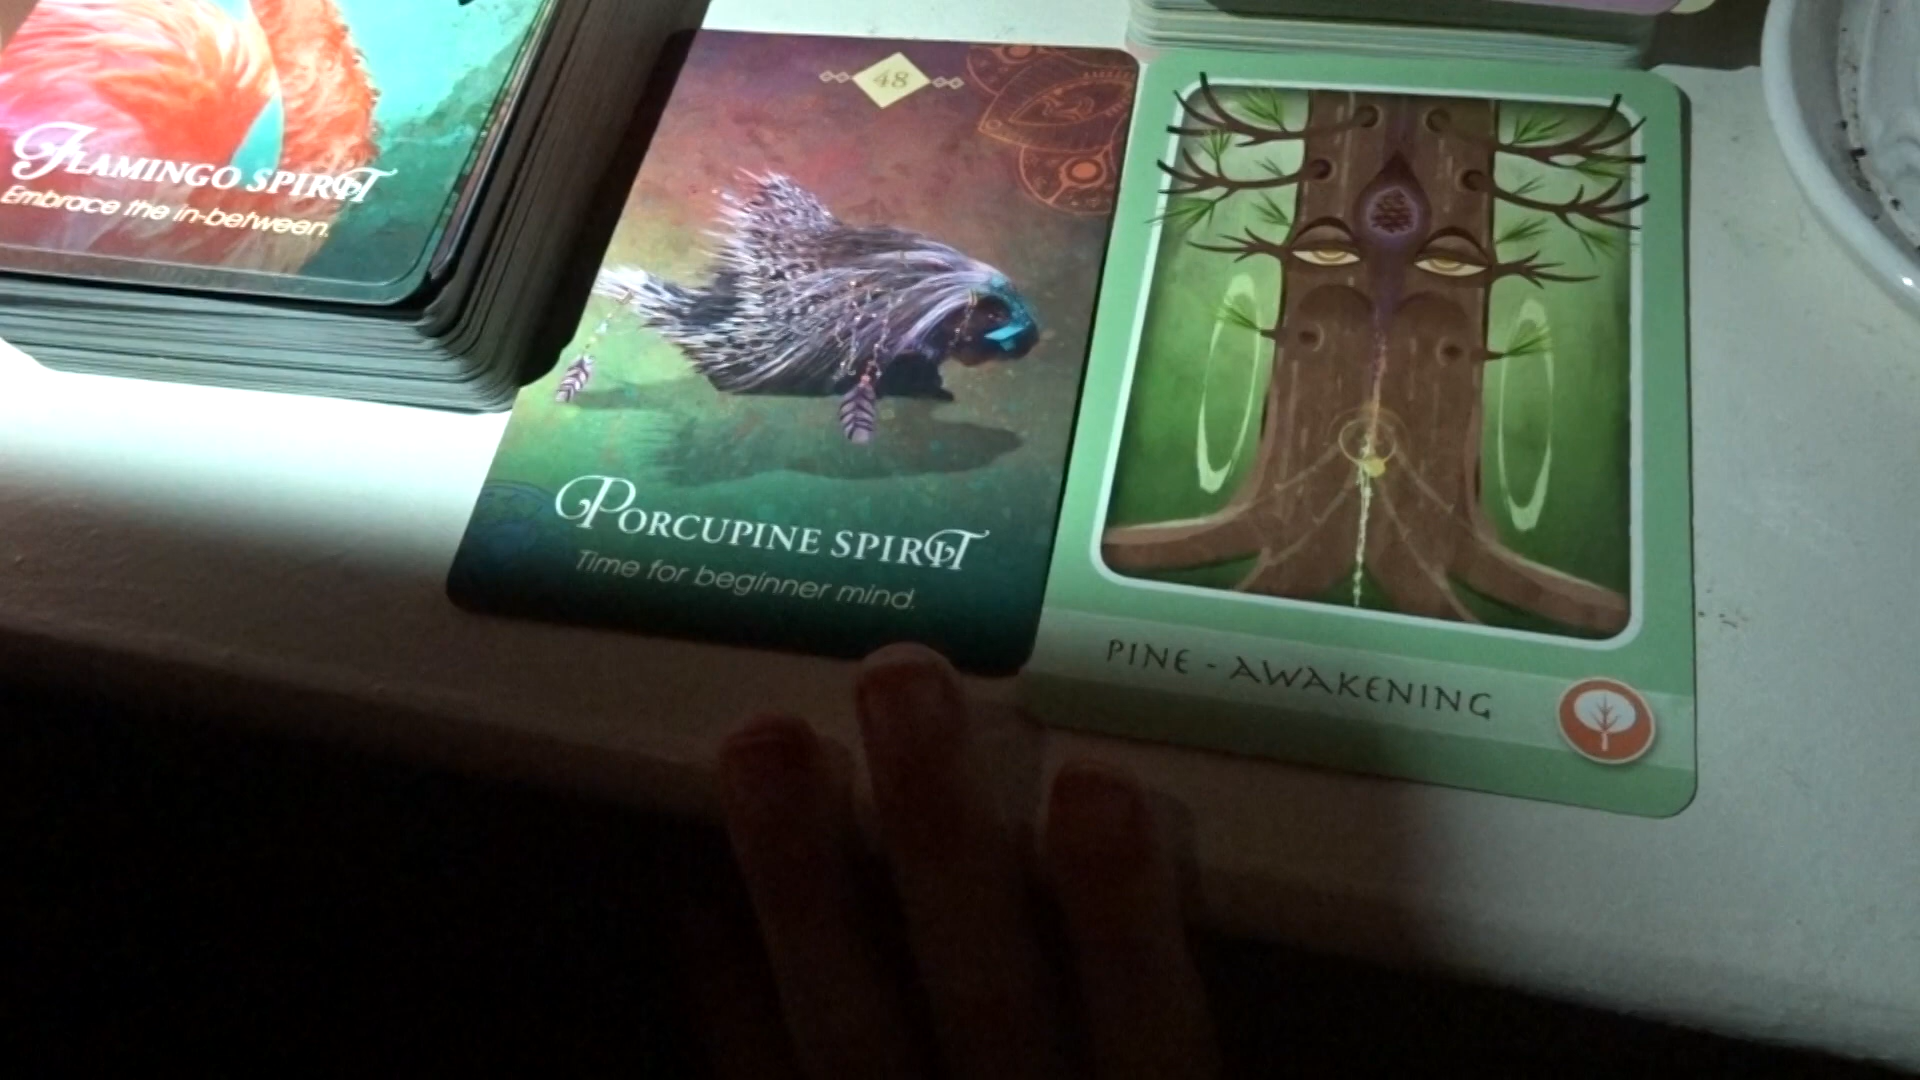 FLAMINGO SPIRIT
Embrace the in-between.
48
PORCUPINE SPIRIT
Time for beginner mind.
PINE - AWAKENING